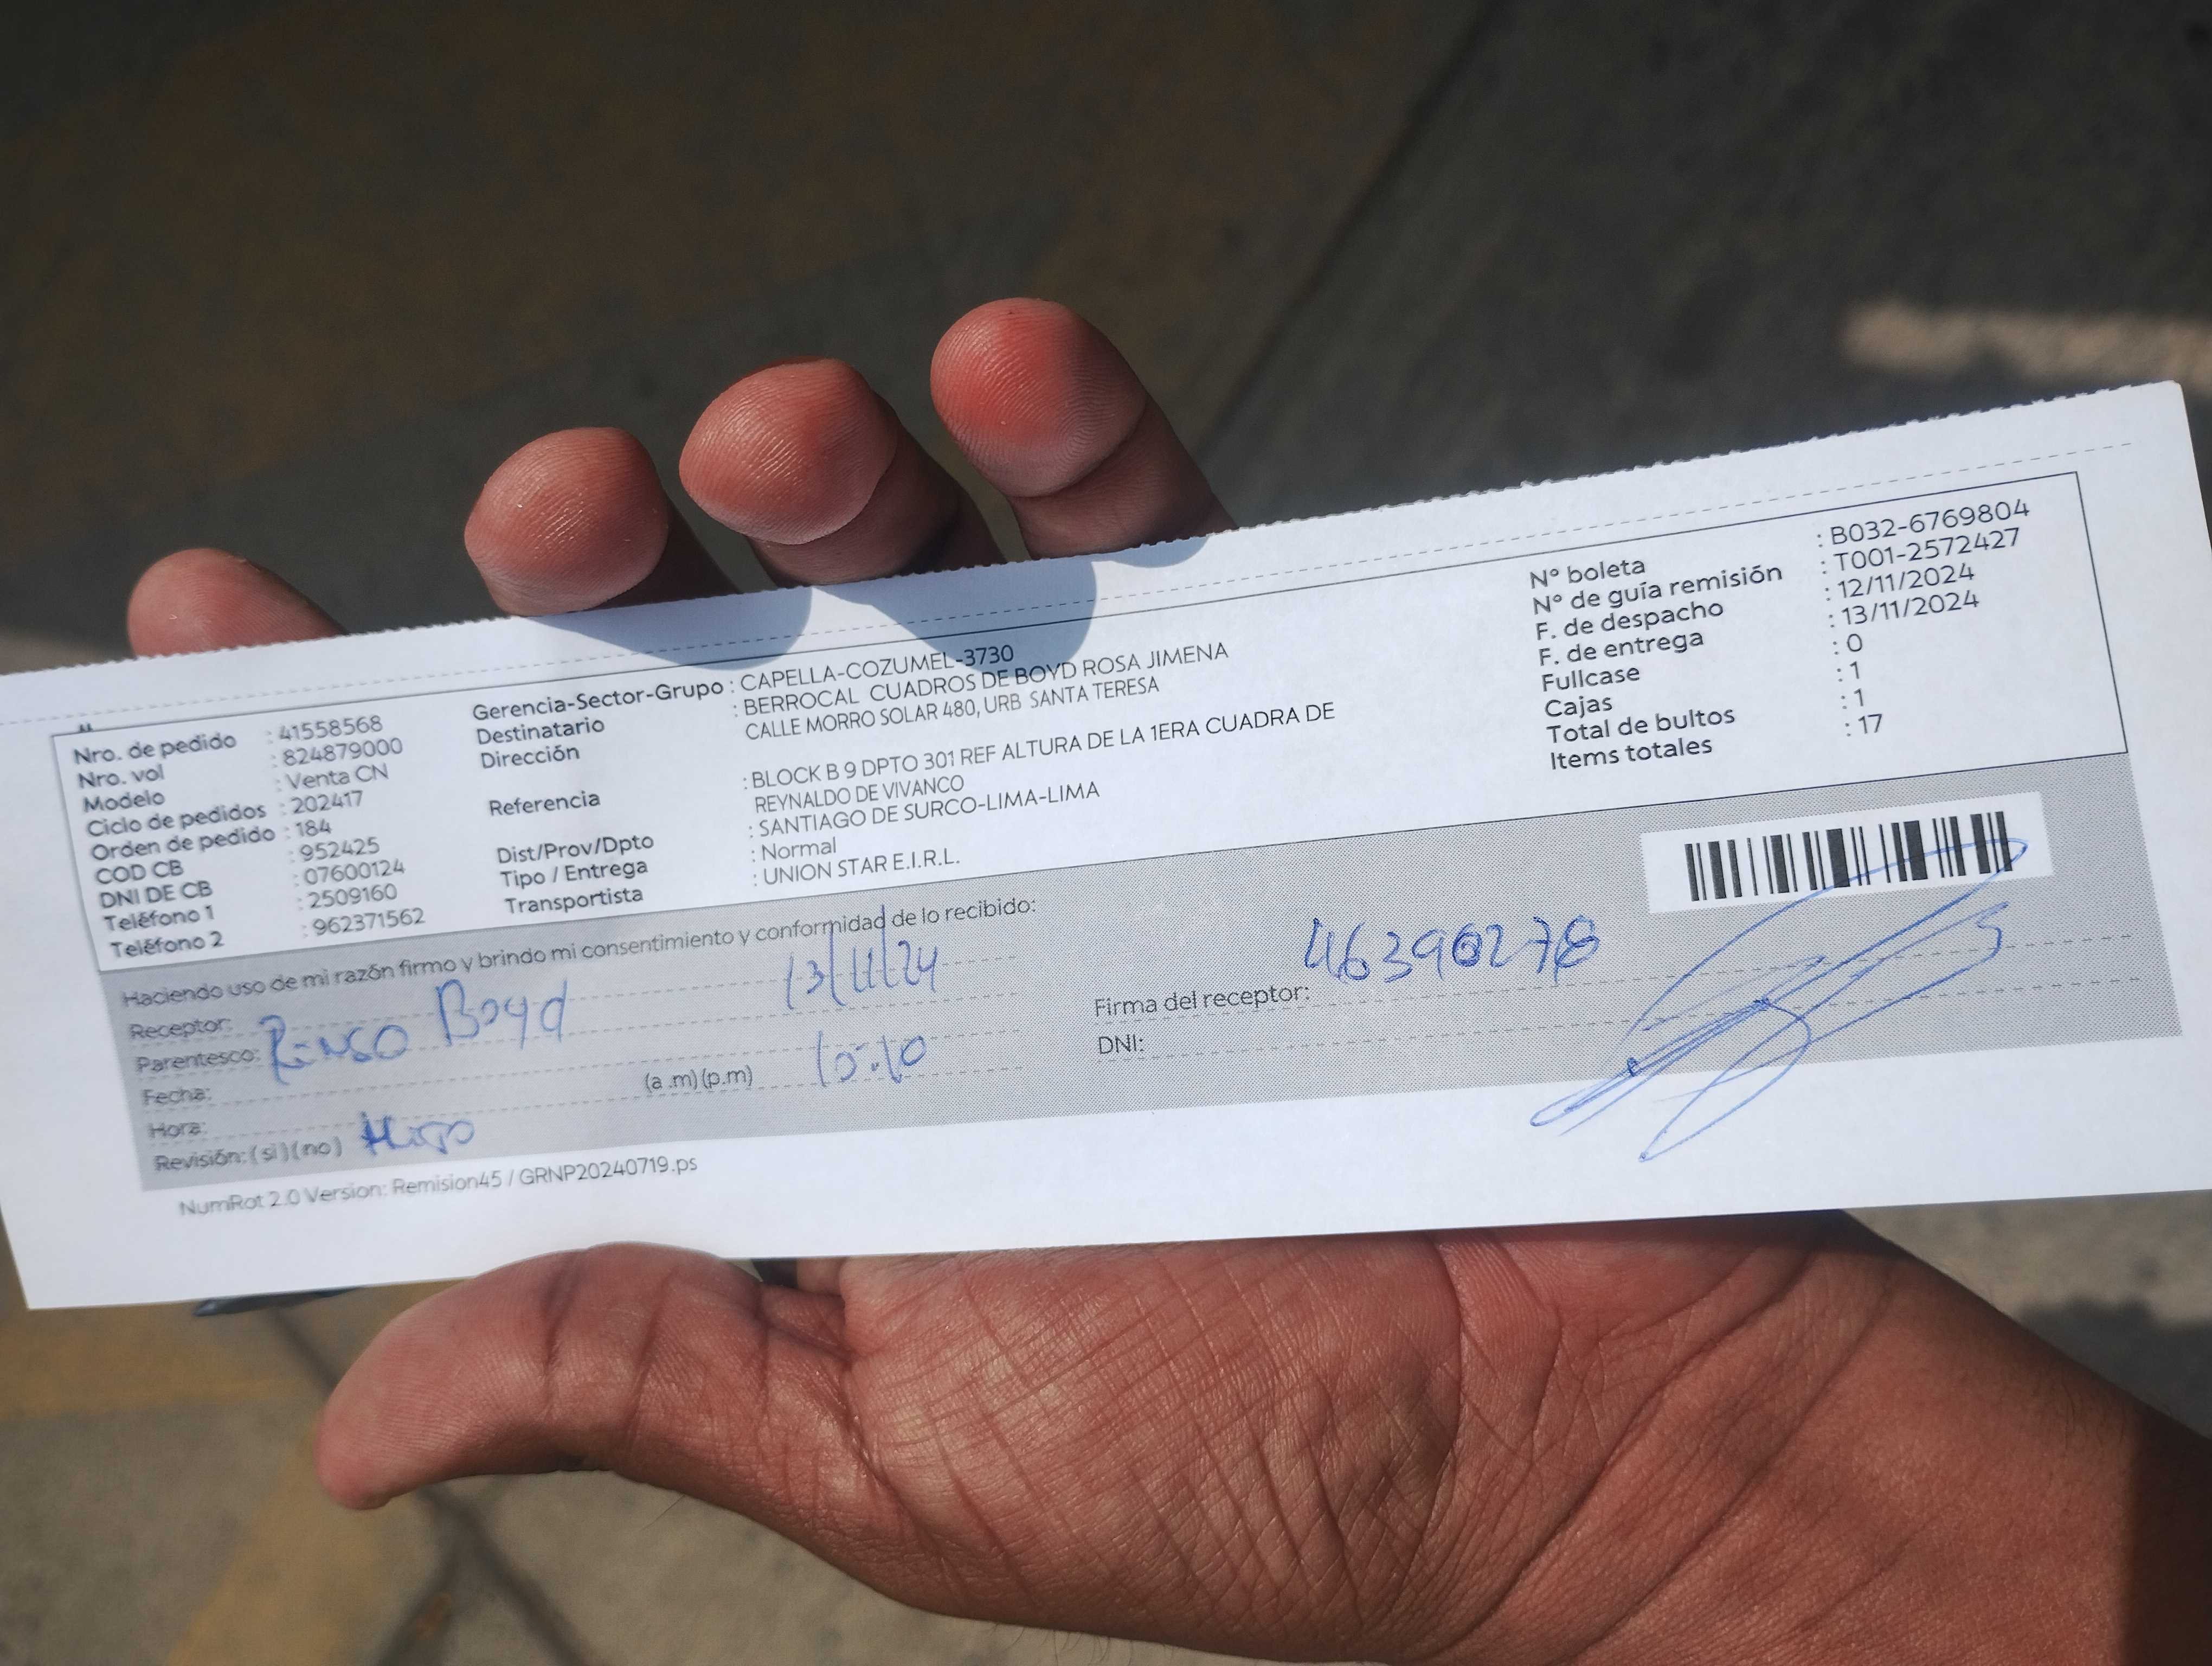 Nro. de pedido : 41558568
Nro. vol : 824879000
Modelo : Venta CN
Ciclo de pedidos : 202417
Orden de pedido : 184
COD CB : 952425
DNI DE CB : 07600124
Teléfono 1 : 2509160
Teléfono 2 : 962371562
Gerencia-Sector-Grupo : CAPELLA-COZUMEL-3730
Destinatario : BERROCAL CUADROS DE BOYD ROSA JIMENA
Dirección CALLE MORRO SOLAR 480, URB SANTA TERESA
Referencia : BLOCK B 9 DPTO 301 REF ALTURA DE LA 1ERA CUADRA DE
REYNALDO DE VIVANCO
Dist/Prov/Dpto : SANTIAGO DE SURCO-LIMA-LIMA
Tipo / Entrega : Normal
Transportista : UNION STAR E.I.R.L.
N° boleta : B032-6769804
N° de guía remisión : T001-2572427
F. de despacho : 12/11/2024
F. de entrega : 13/11/2024
Fullcase : 0
Cajas : 1
Total de bultos : 1
Items totales : 17
Haciendo uso de mi razón firmo y brindo mi consentimiento y conformidad de lo recibido:
Receptor: 13/11/24
Parentesco: Renso Boyd
Fecha:
Hora: (a.m)(p.m) 15:10
Revisión: (si)(no) Hijo
Firma del receptor: 46390278
DNI:
NumRot 2.0 Version: Remision45 / GRNP20240719.ps